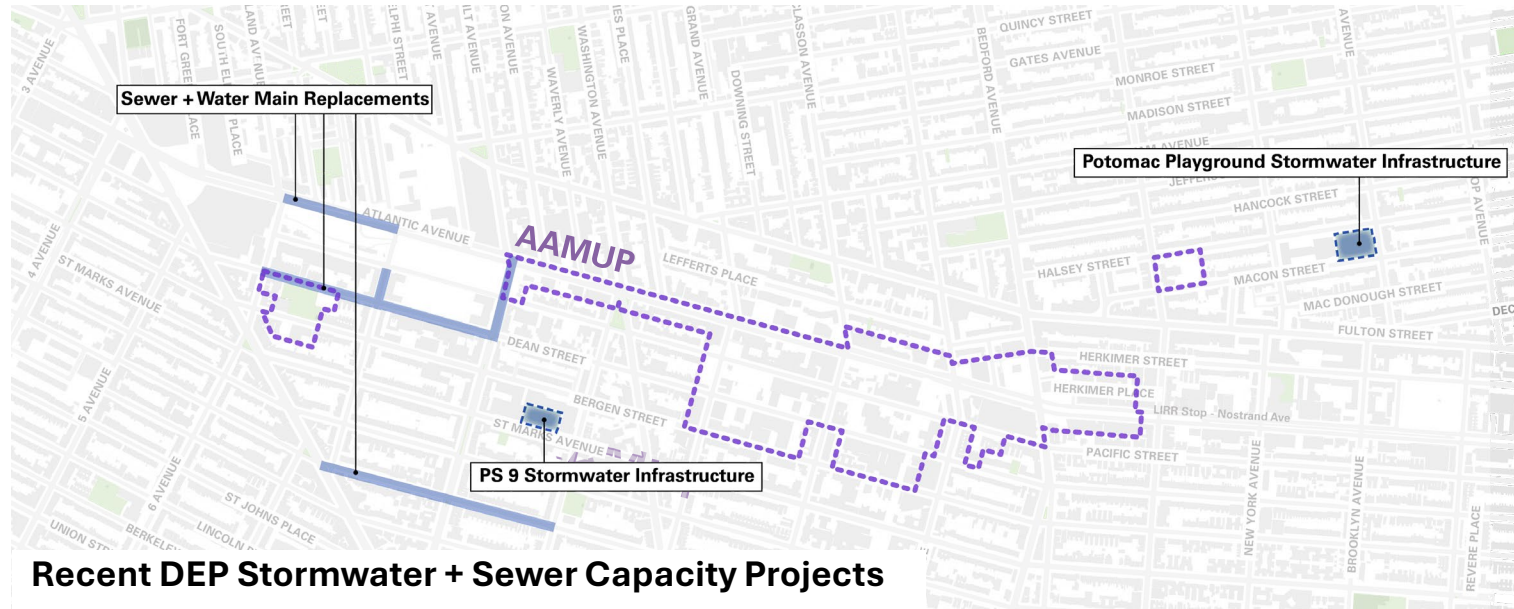 QUINCY STREET
GATES AVENUE
MONROE STREET
MADISON STREET
3 AVENUE
PLACE
PLACE
AVENUE
WAVERLY AVENUE
WASHINGTON AVENUE
GRAND AVENUE
DOWNING STREET
CLASSON AVENUE
BEDFORD AVENUE
AVENUE
Sewer + Water Main Replacements
Potomac Playground Stormwater Infrastructure
HANCOCK STREET
ATLANTIC AVENUE
AAMUP
LEFFERTS PLACE
HALSEY STREET
MACON STREET
MAC DONOUGH STREET
4 AVENUE
ST MARKS AVENUE
FULTON STREET
DEAN STREET
HERKIMER STREET
HERKIMER PLACE
LIRR Stop - Nostrand Ave
5 AVENUE
BERGEN STREET
ST MARKS AVENUE
PACIFIC STREET
PS 9 Stormwater Infrastructure
6 AVENUE
ST JOHNS PLACE
NEW YORK AVENUE
BROOKLYN AVENUE
REVERE PLACE
Recent DEP Stormwater + Sewer Capacity Projects